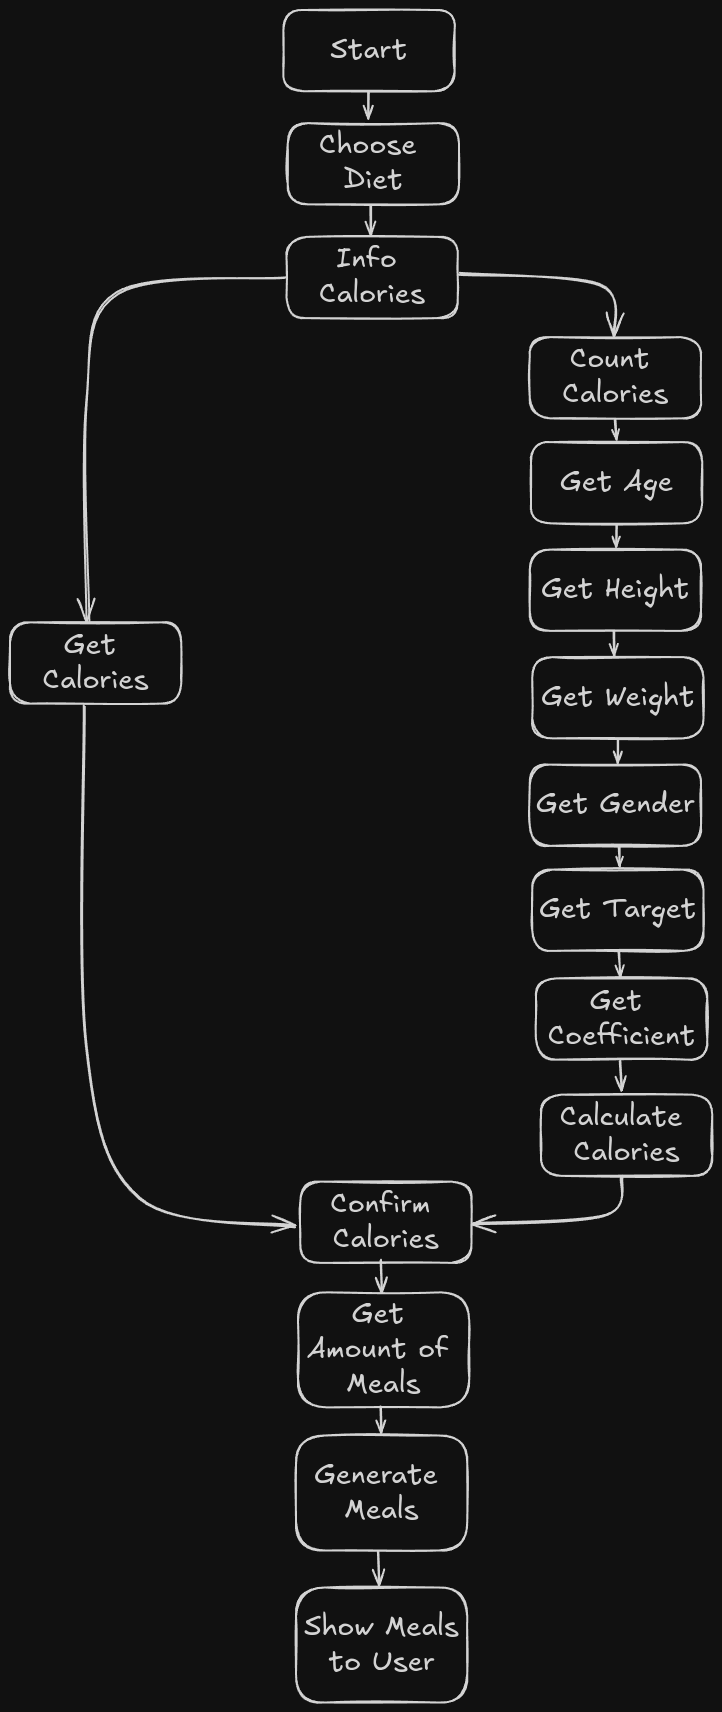 Start
Choose
Diet
Info
Calories
Count
Calories
Get Age
Get Height
Get Calories
Get Weight
Get Gender
Get Target
Get
Coefficient
Calculate
Calories
Confirm
Calories
Get
Amount of
Meals
Generate
Meals
Show Meals
to User